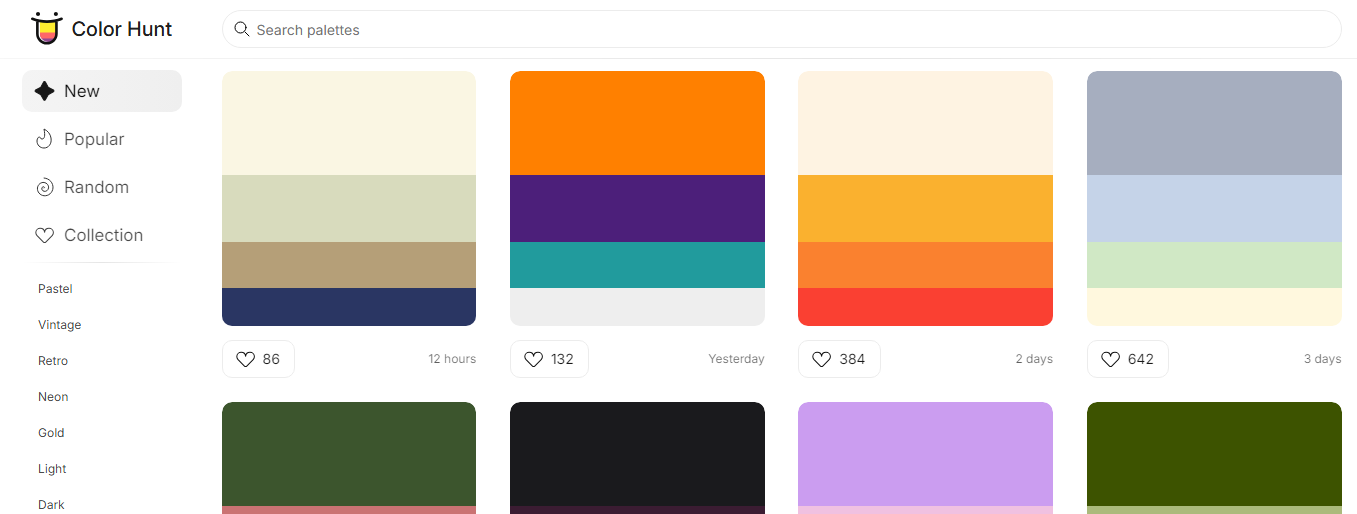 Color Hunt
Search palettes
New
Popular
Random
Collection
Pastel
Vintage
Retro
Neon
Gold
Light
Dark
86
12 hours
132
Yesterday
384
2 days
642
3 days